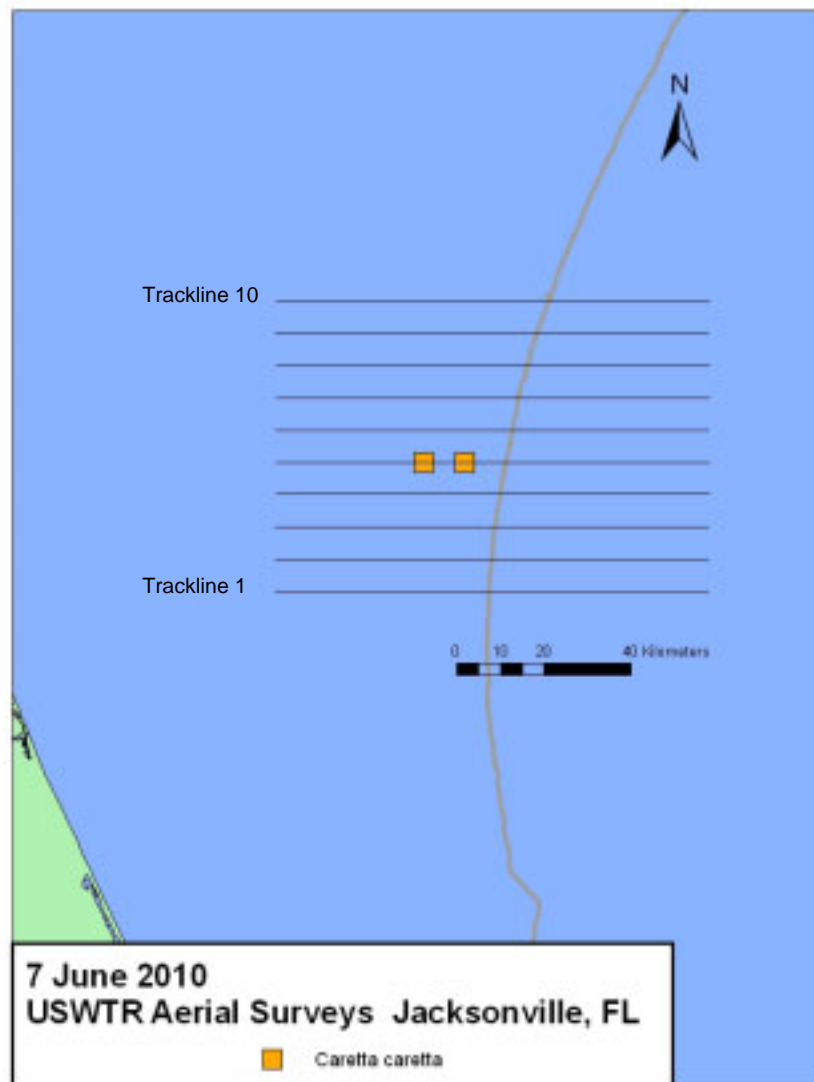 N
Trackline 10
Trackline 1
0 10 20 40 Kilometers
7 June 2010
USWTR Aerial Surveys Jacksonville, FL
Caretta caretta